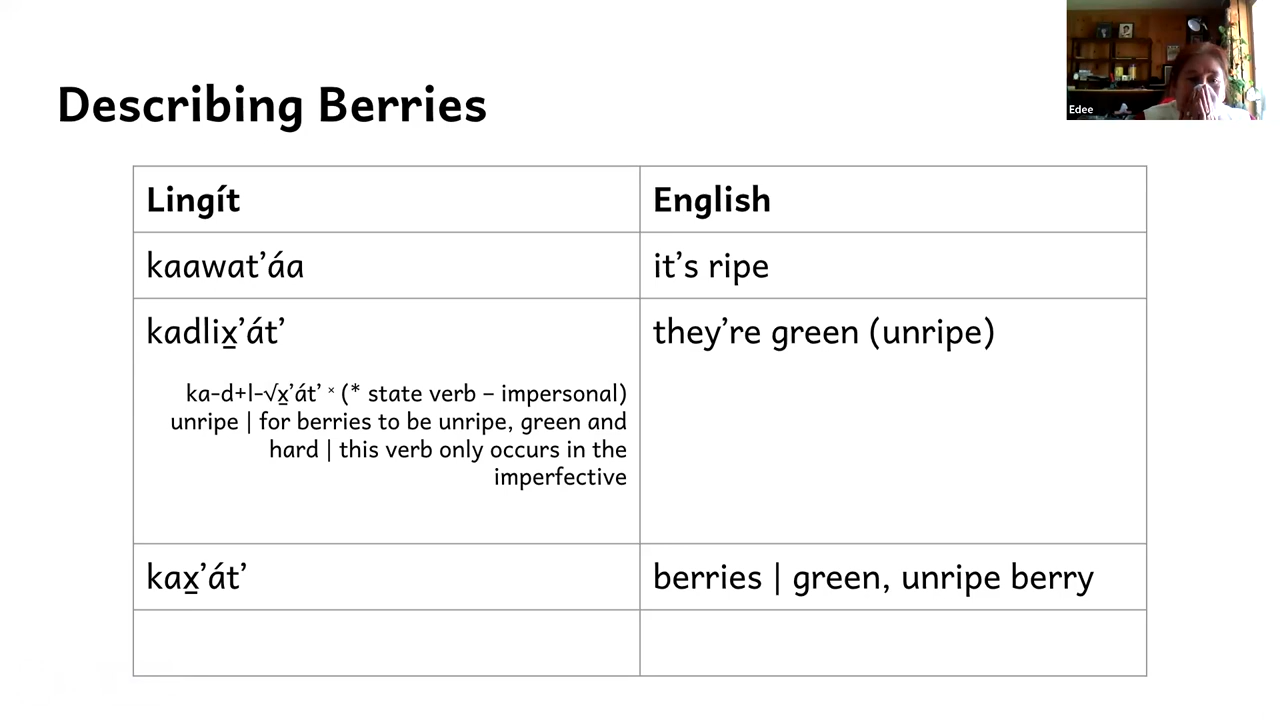 Edee
Describing Berries
Lingít English
kaawat’áa it’s ripe
kadlix̲’át’ they’re green (unripe)
ka-d+l-√x̲’át’ × (* state verb – impersonal)
unripe | for berries to be unripe, green and
hard | this verb only occurs in the
imperfective
kax̲’át’ berries | green, unripe berry